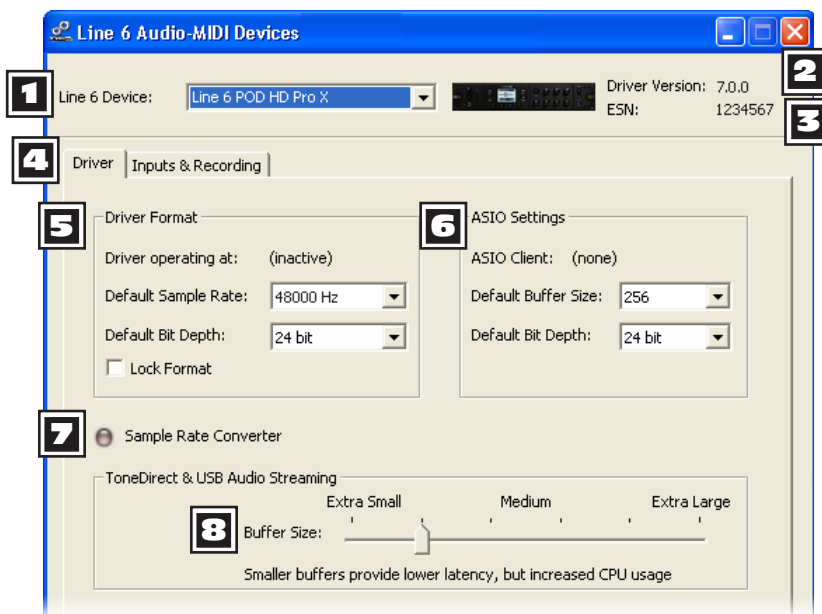 Line 6 Audio-MIDI Devices
1 Line 6 Device: Line 6 POD HD Pro X Driver Version: 7.0.0 2
ESN: 1234567 3
4 Driver Inputs & Recording
5 Driver Format 6 ASIO Settings
Driver operating at: (inactive) ASIO Client: (none)
Default Sample Rate: 48000 Hz Default Buffer Size: 256
Default Bit Depth: 24 bit Default Bit Depth: 24 bit
Lock Format
7 Sample Rate Converter
ToneDirect & USB Audio Streaming
Extra Small Medium Extra Large
8 Buffer Size:
Smaller buffers provide lower latency, but increased CPU usage